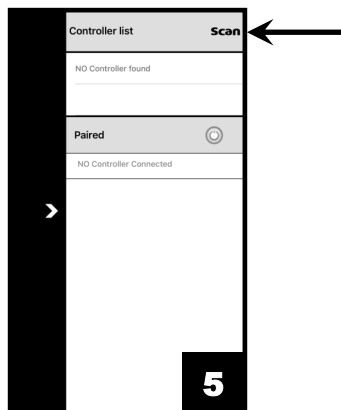 Controller list Scan
NO Controller found
Paired
NO Controller Connected
5